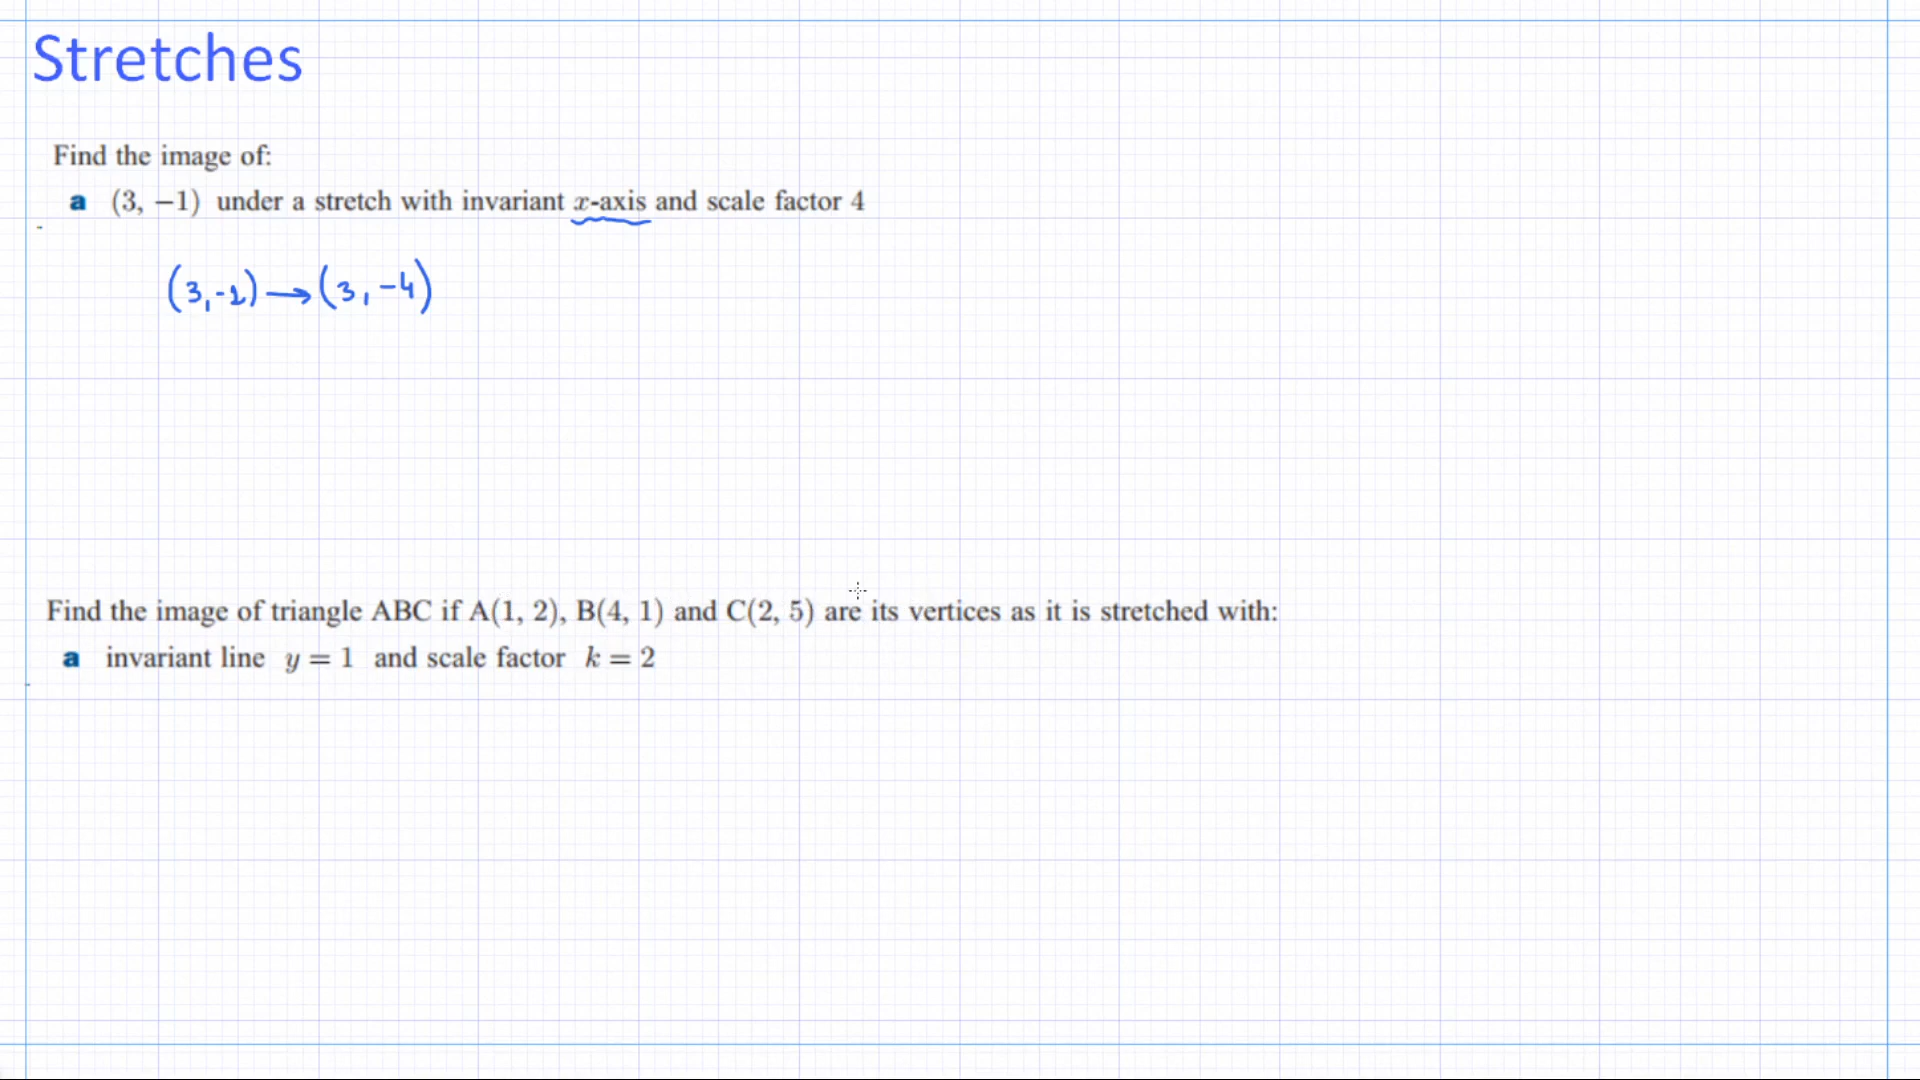 Stretches
Find the image of:
a (3, −1) under a stretch with invariant x-axis and scale factor 4
(3,-1) → (3, -4)
Find the image of triangle ABC if A(1, 2), B(4, 1) and C(2, 5) are its vertices as it is stretched with:
a invariant line y = 1 and scale factor k = 2